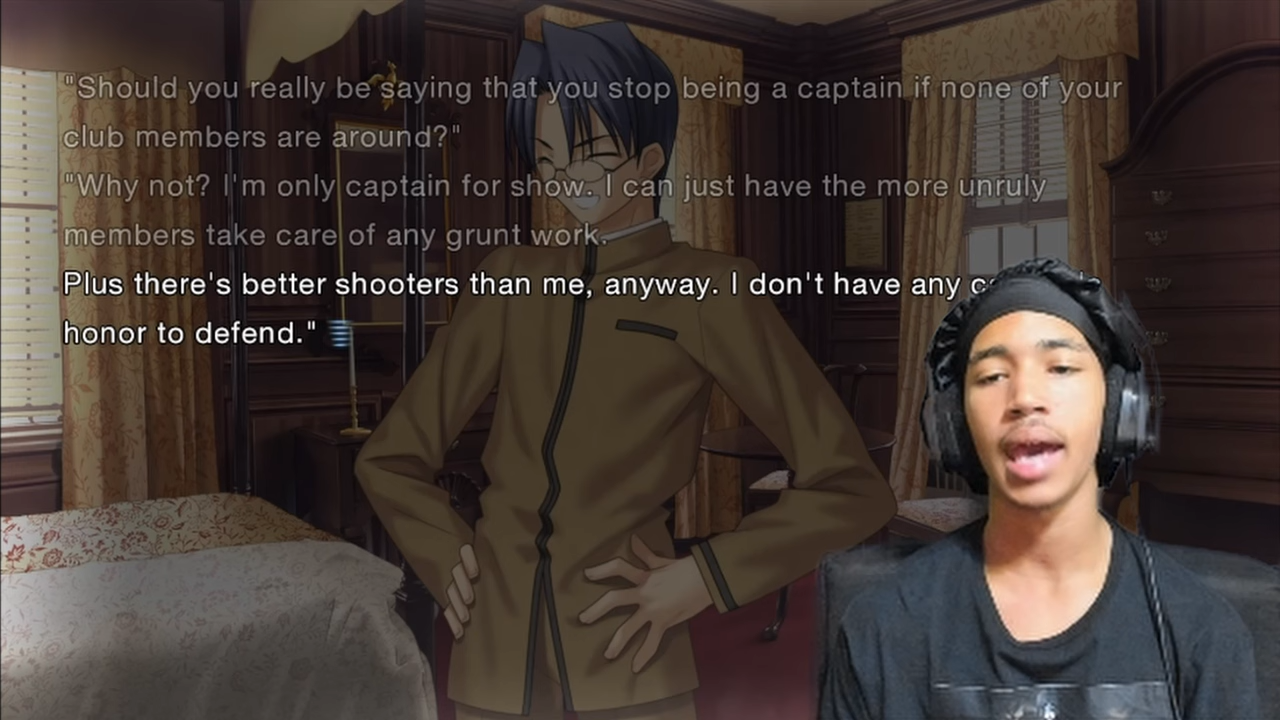 "Should you really be saying that you stop being a captain if none of your
club members are around?"
"Why not? I'm only captain for show. I can just have the more unruly
members take care of any grunt work.
Plus there's better shooters than me, anyway. I don't have any
honor to defend."